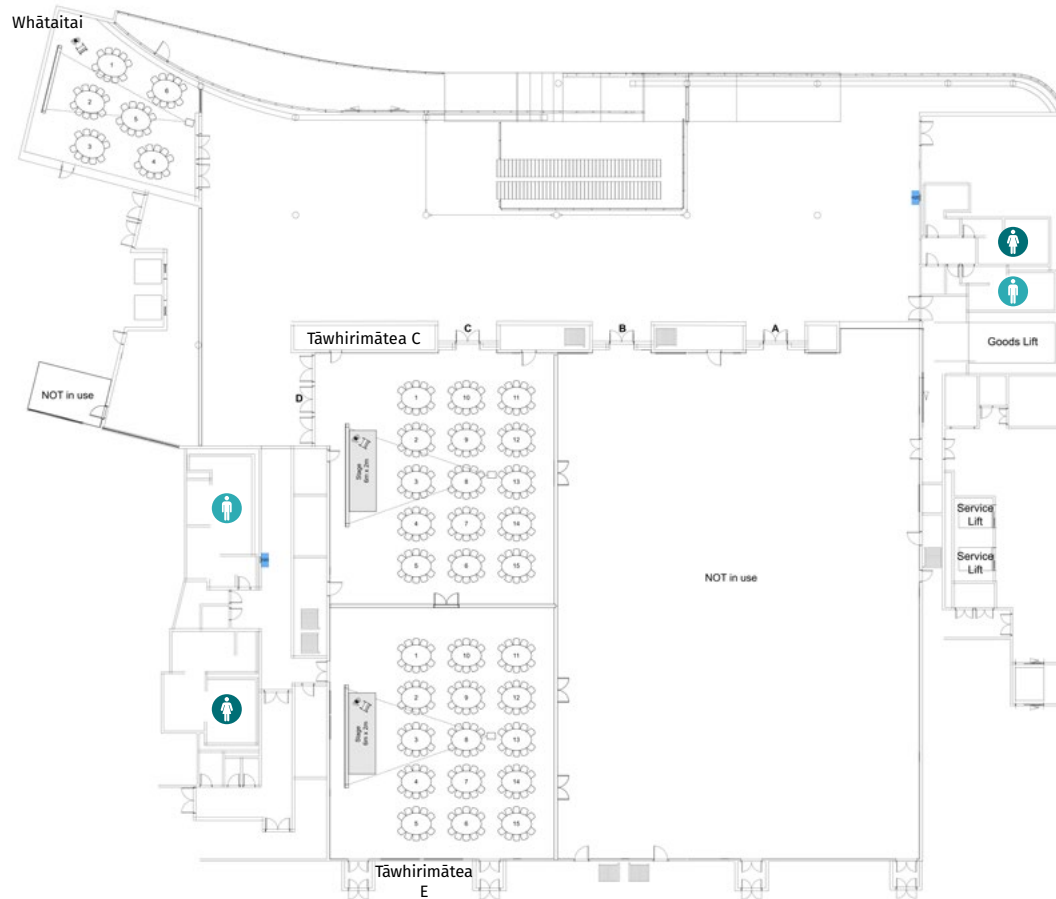 Whātaitai
1
6
2
5
3
4
C
B
A
Tāwhirimātea C
Goods Lift
NOT in use
D
1
10
11
2
9
12
Stage
6m x 2m
3
8
13
4
7
14
5
6
15
Service
Lift
Service
Lift
NOT in use
1
10
11
2
9
12
Stage
6m x 2m
3
8
13
4
7
14
5
6
15
Tāwhirimātea
E